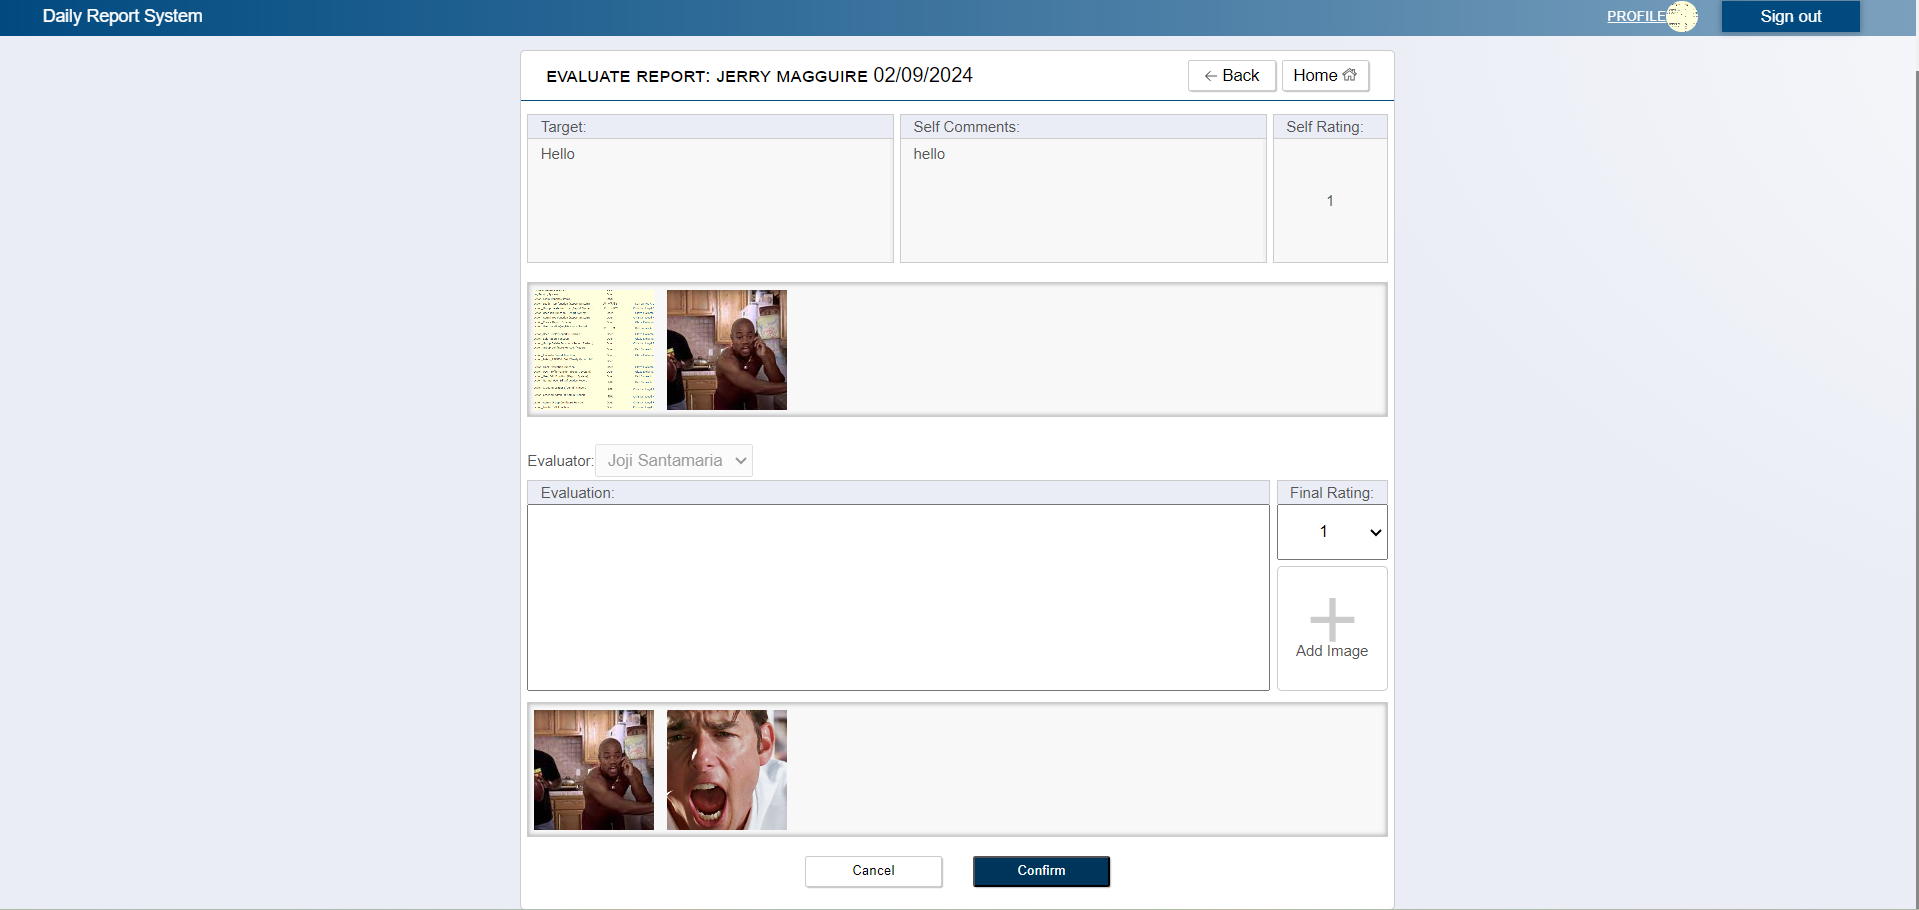 Daily Report System
PROFILE
Sign out
EVALUATE REPORT: JERRY MAGGUIRE 02/09/2024
Back
Home
Target:
Self Comments:
Self Rating:
Hello
hello
1
Evaluator:
Joji Santamaria
Evaluation:
Final Rating:
1
Add Image
Cancel
Confirm